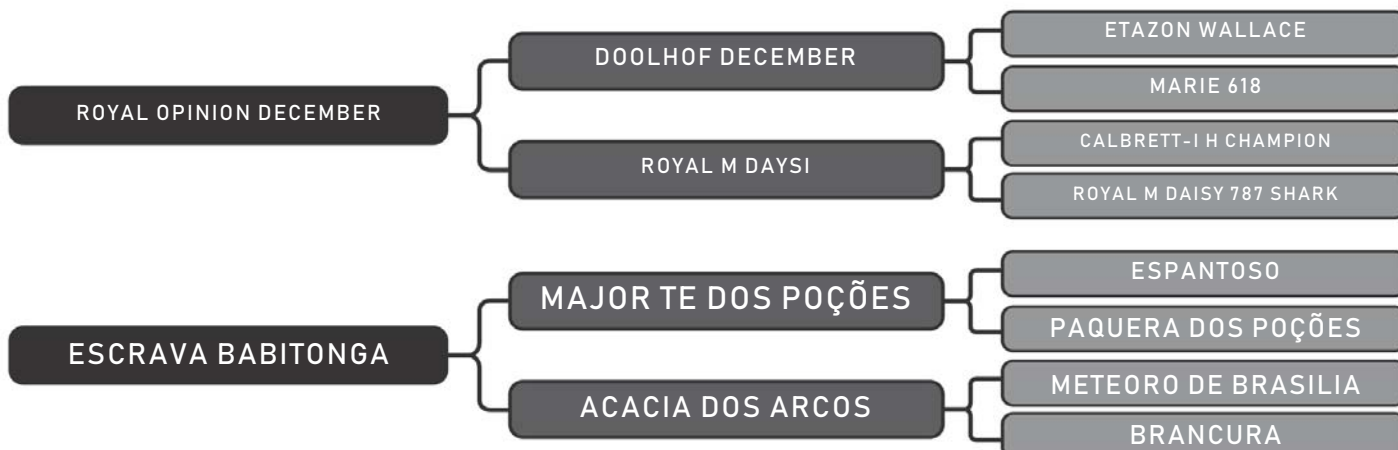 ROYAL OPINION DECEMBER
DOOLHOF DECEMBER
ETAZON WALLACE
MARIE 618
ROYAL M DAYSI
CALBRETT-I H CHAMPION
ROYAL M DAISY 787 SHARK
ESCRAVA BABITONGA
MAJOR TE DOS POÇÕES
ESPANTOSO
PAQUERA DOS POÇÕES
ACACIA DOS ARCOS
METEORO DE BRASILIA
BRANCURA